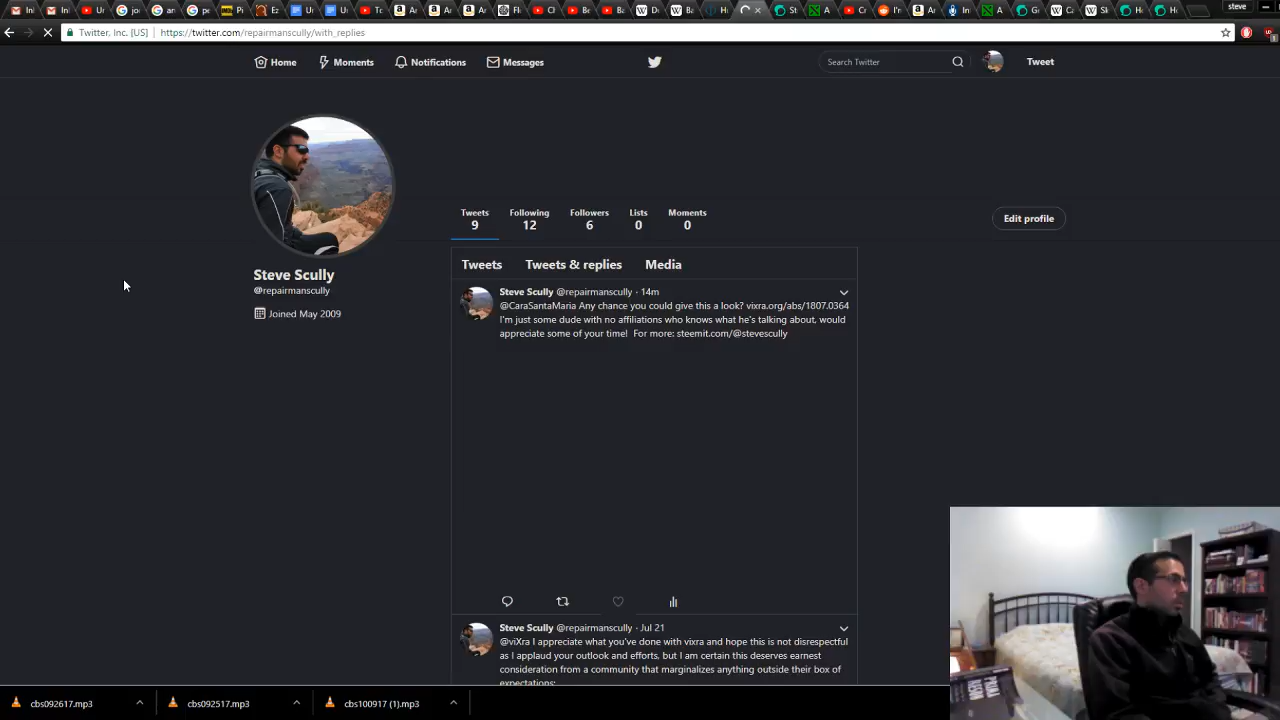 steve
Twitter, Inc. [US] https://twitter.com/repairmanscully/with_replies
Home Moments Notifications Messages Search Twitter Tweet
Tweets Following Followers Lists Moments
9 12 6 0 0
Edit profile
Steve Scully
@repairmanscully
Joined May 2009
Tweets Tweets & replies Media
Steve Scully @repairmanscully · 14m
@CaraSantaMaria Any chance you could give this a look? vixra.org/abs/1807.0364
I'm just some dude with no affiliations who knows what he's talking about, would
appreciate some of your time! For more: steemit.com/@stevescully
Steve Scully @repairmanscully · Jul 21
@viXra I appreciate what you've done with vixra and hope this is not disrespectful
as I applaud your outlook and efforts, but I am certain this deserves earnest
consideration from a community that marginalizes anything outside their box of
expectations:
cbs092617.mp3 cbs092517.mp3 cbs100917 (1).mp3